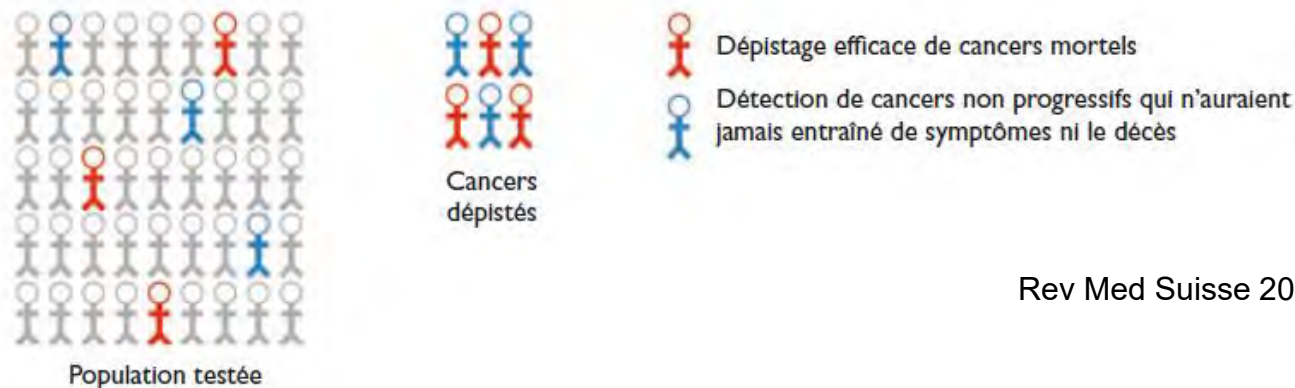 Dépistage efficace de cancers mortels
Détection de cancers non progressifs qui n'auraient
jamais entraîné de symptômes ni le décès
Cancers
dépistés
Rev Med Suisse 20
Population testée